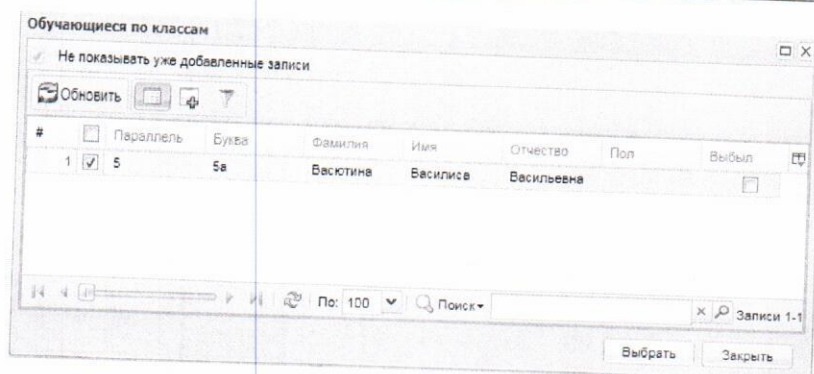 Обучающиеся по классам
Не показывать уже добавленные записи
Обновить
# Параллель Буква Фамилия Имя Отчество Пол Выбыл
1 5 5а Васютина Василиса Васильевна
По: 100 Поиск Записи 1-1
Выбрать Закрыть